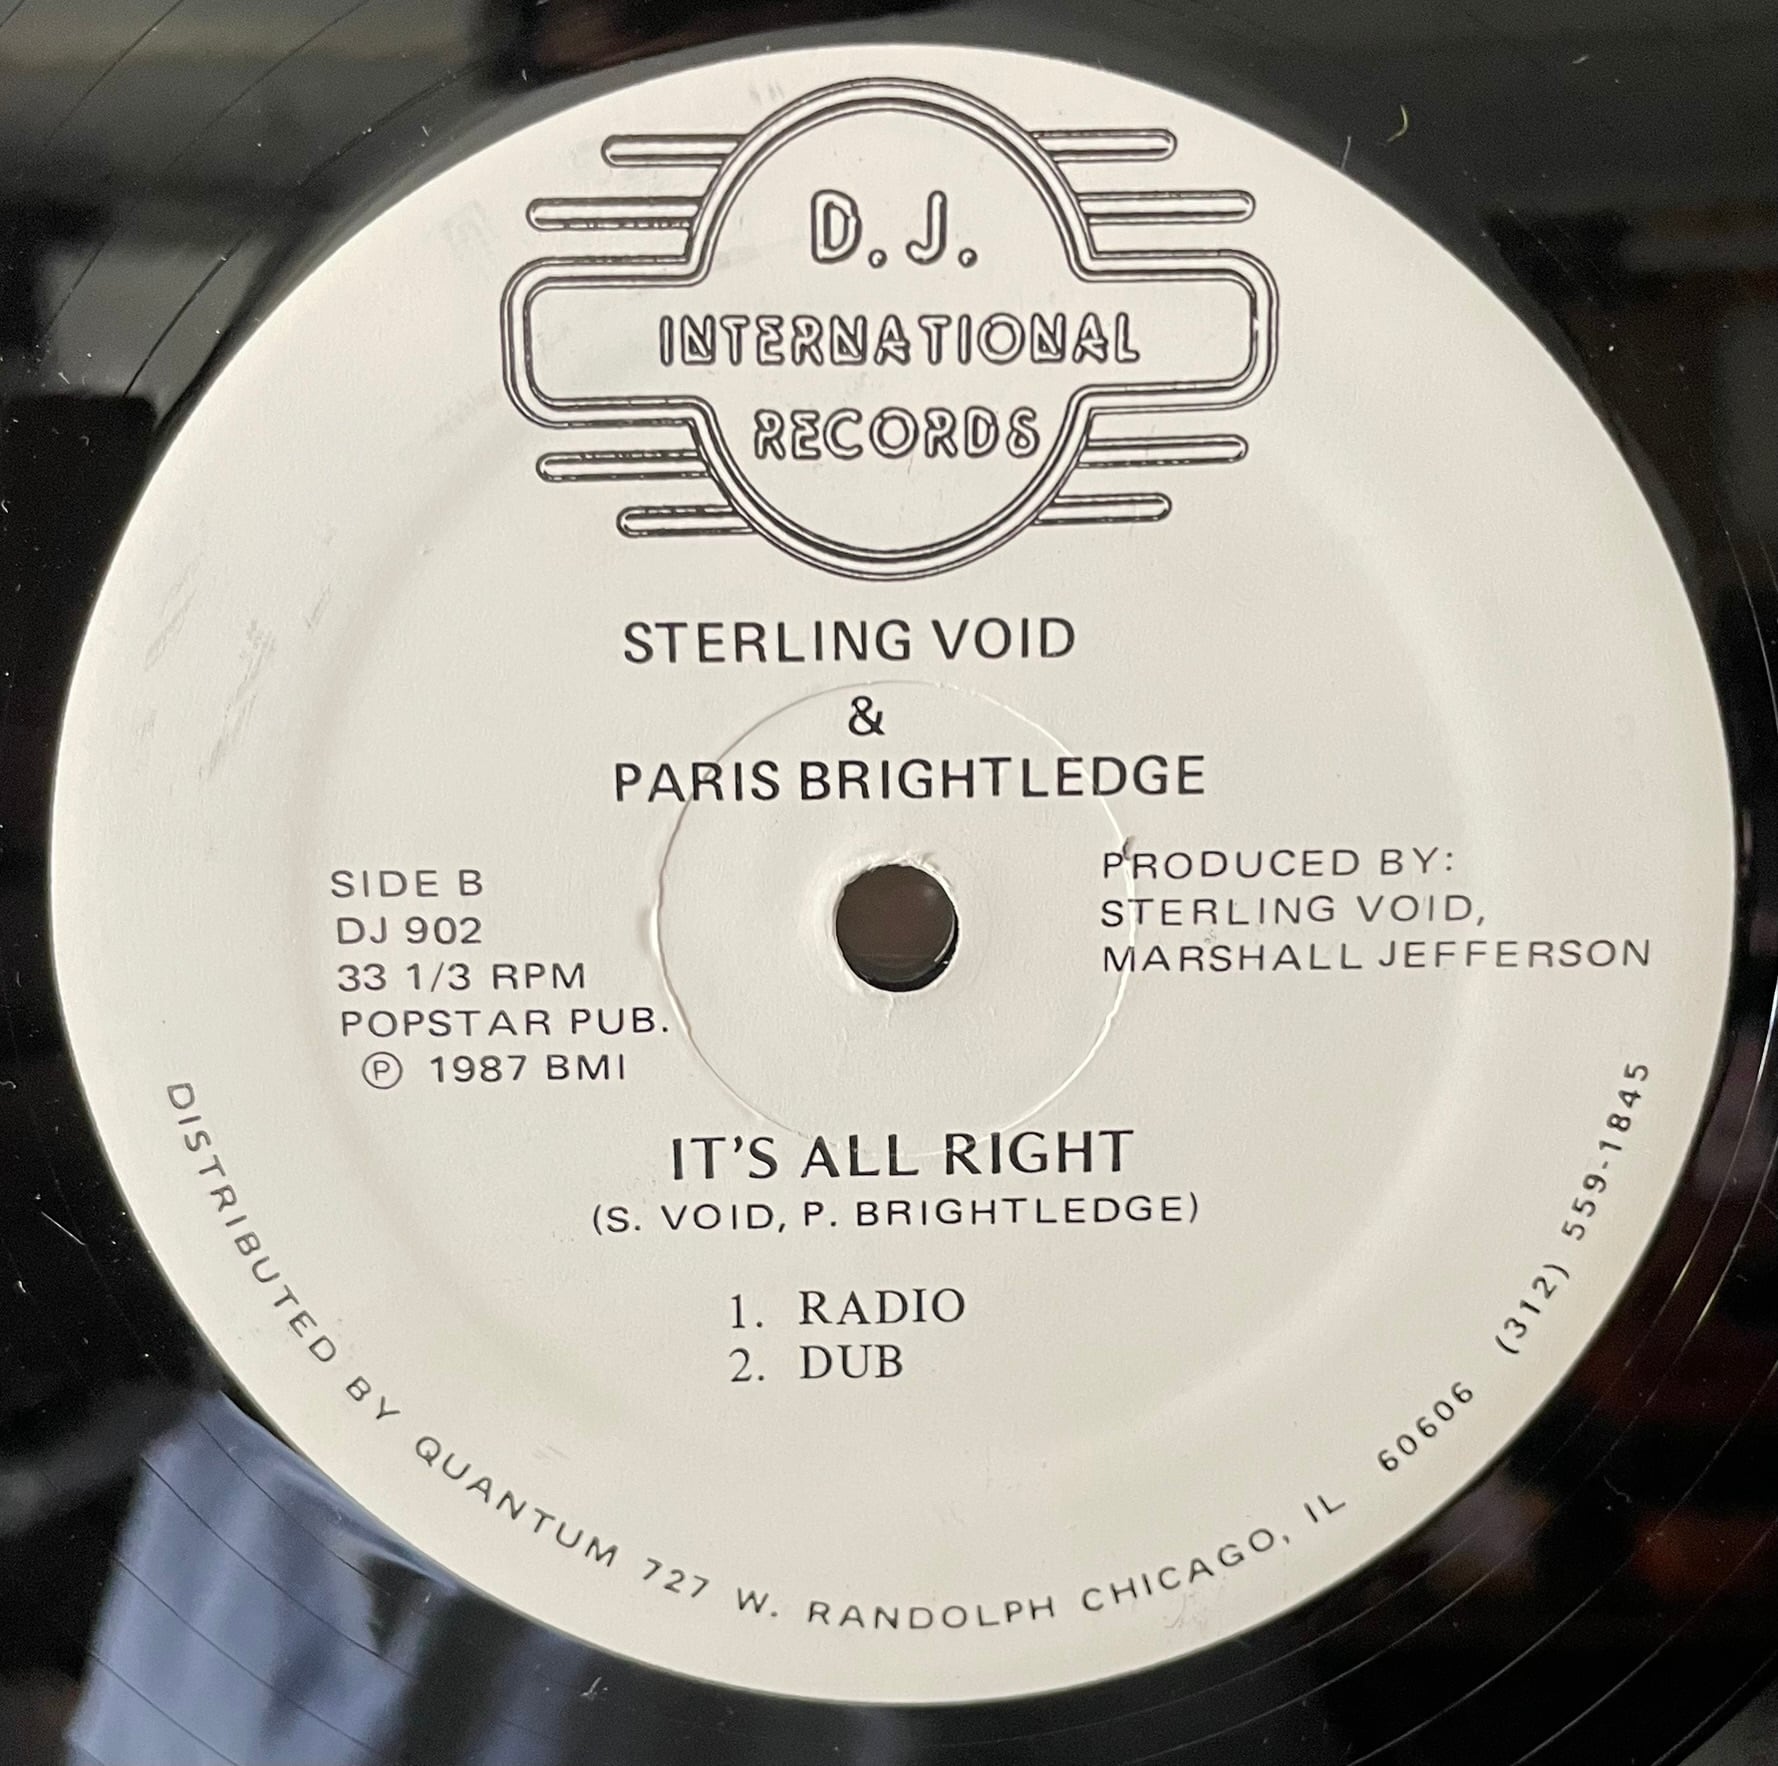 D. J.
INTERNATIONAL
RECORDS
STERLING VOID
&
PARIS BRIGHTLEDGE
SIDE B
DJ 902
33 1/3 RPM
POPSTAR PUB.
℗ 1987 BMI
PRODUCED BY:
STERLING VOID,
MARSHALL JEFFERSON
IT'S ALL RIGHT
(S. VOID, P. BRIGHTLEDGE)
1. RADIO
2. DUB
DISTRIBUTED BY QUANTUM 727 W. RANDOLPH CHICAGO, IL 60606 (312) 559-1845